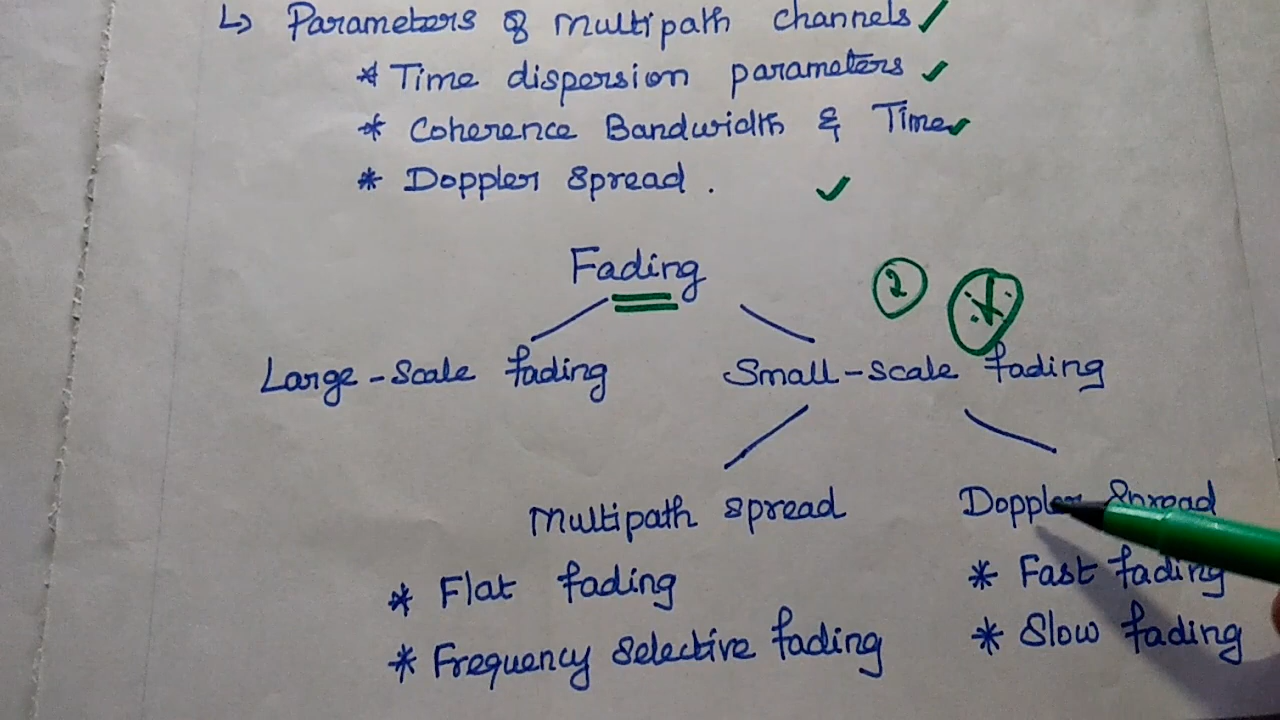 ↳ Parameters of Multipath channels ✓
* Time dispersion parameters ✓
* Coherence Bandwidth & Time ✓
* Doppler Spread . ✓
Fading
2
Large-Scale fading Small-scale fading
Multipath spread Doppler Spread
* Flat fading * Fast fading
* Frequency Selective fading * Slow fading